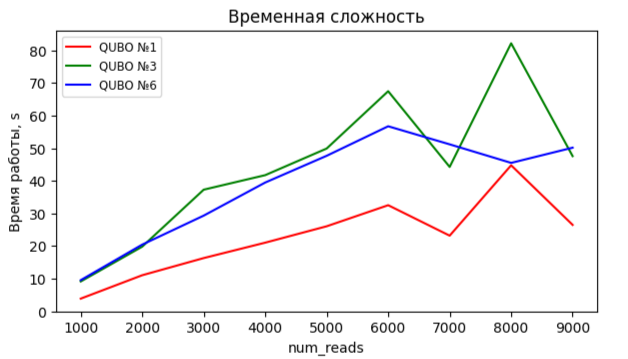 Временная сложность
QUBO №1
QUBO №3
QUBO №6
Время работы, s
80
70
60
50
40
30
20
10
0
1000 2000 3000 4000 5000 6000 7000 8000 9000
num_reads